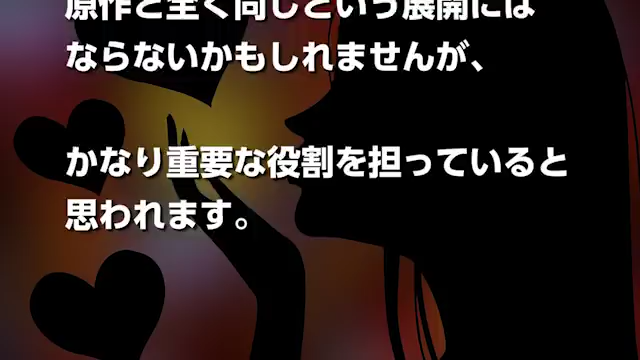 原作と全く同じという展開には
ならないかもしれませんが、
かなり重要な役割を担っていると
思われます。